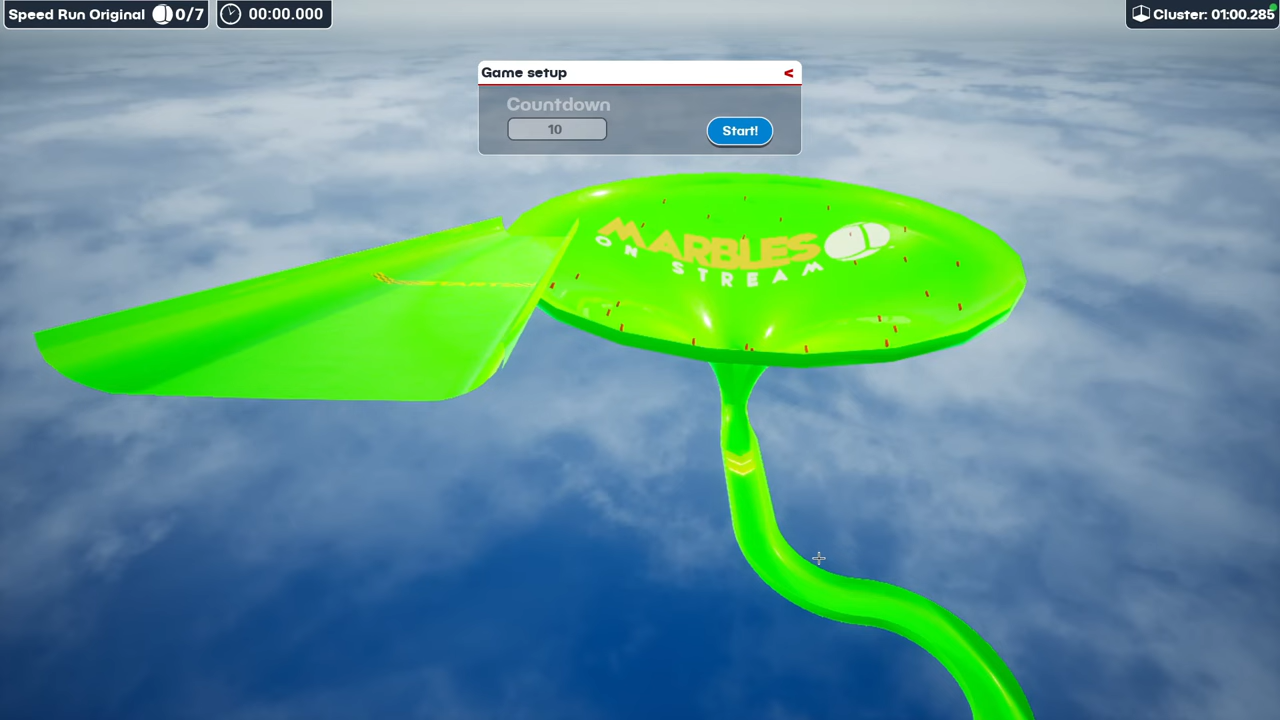 Speed Run Original 0/7 00:00.000 Cluster: 01:00.285
Game setup <
Countdown
10 Start!
MARBLES
ON STREAM